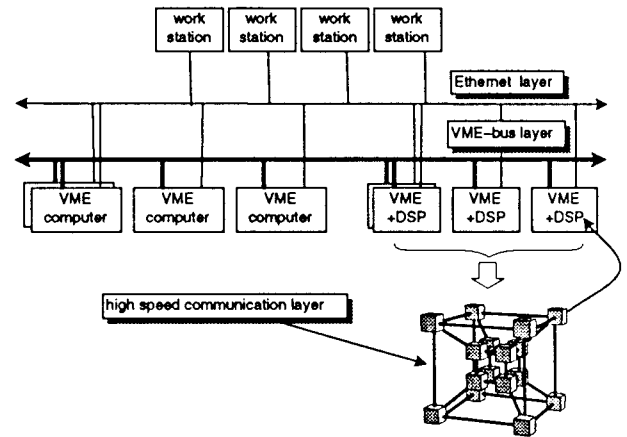 work station
work station
work station
work station
Ethernet layer
VME-bus layer
VME computer
VME computer
VME computer
VME +DSP
VME +DSP
VME +DSP
high speed communication layer